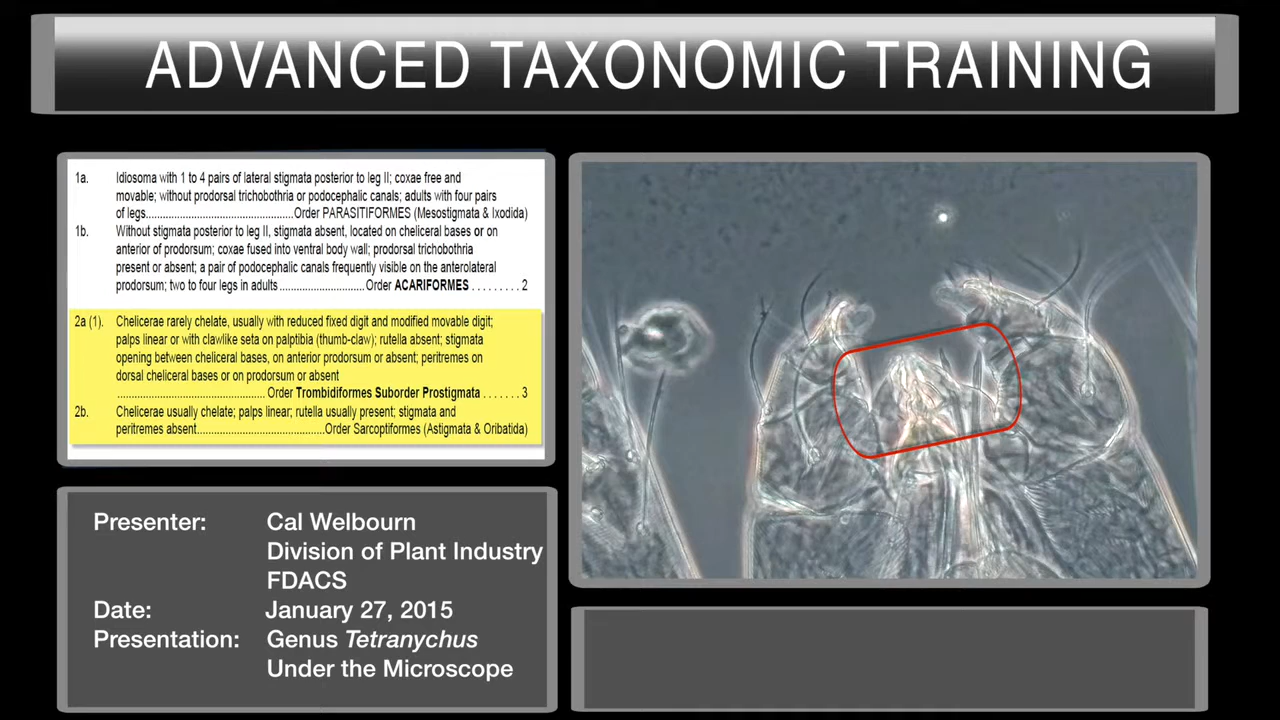 ADVANCED TAXONOMIC TRAINING
1a. Idiosoma with 1 to 4 pairs of lateral stigmata posterior to leg II; coxae free and
movable; without prodorsal trichobothria or podocephalic canals; adults with four pairs
of legs..................................................Order PARASITIFORMES (Mesostigmata & Ixodida)
1b. Without stigmata posterior to leg II, stigmata absent, located on cheliceral bases or on
anterior of prodorsum; coxae fused into ventral body wall; prodorsal trichobothria
present or absent; a pair of podocephalic canals frequently visible on the anterolateral
prodorsum; two to four legs in adults ..............................Order ACARIFORMES . . . . . . . . . 2
2a (1). Chelicerae rarely chelate, usually with reduced fixed digit and modified movable digit;
palps linear or with clawlike seta on palptibia (thumb-claw); rutella absent; stigmata
opening between cheliceral bases, on anterior prodorsum or absent; peritremes on
dorsal cheliceral bases or on prodorsum or absent
.................................................... Order Trombidiformes Suborder Prostigmata . . . . . . . 3
2b. Chelicerae usually chelate; palps linear; rutella usually present; stigmata and
peritremes absent.............................................Order Sarcoptiformes (Astigmata & Oribatida)
Presenter: Cal Welbourn
Division of Plant Industry
FDACS
Date: January 27, 2015
Presentation: Genus Tetranychus
Under the Microscope